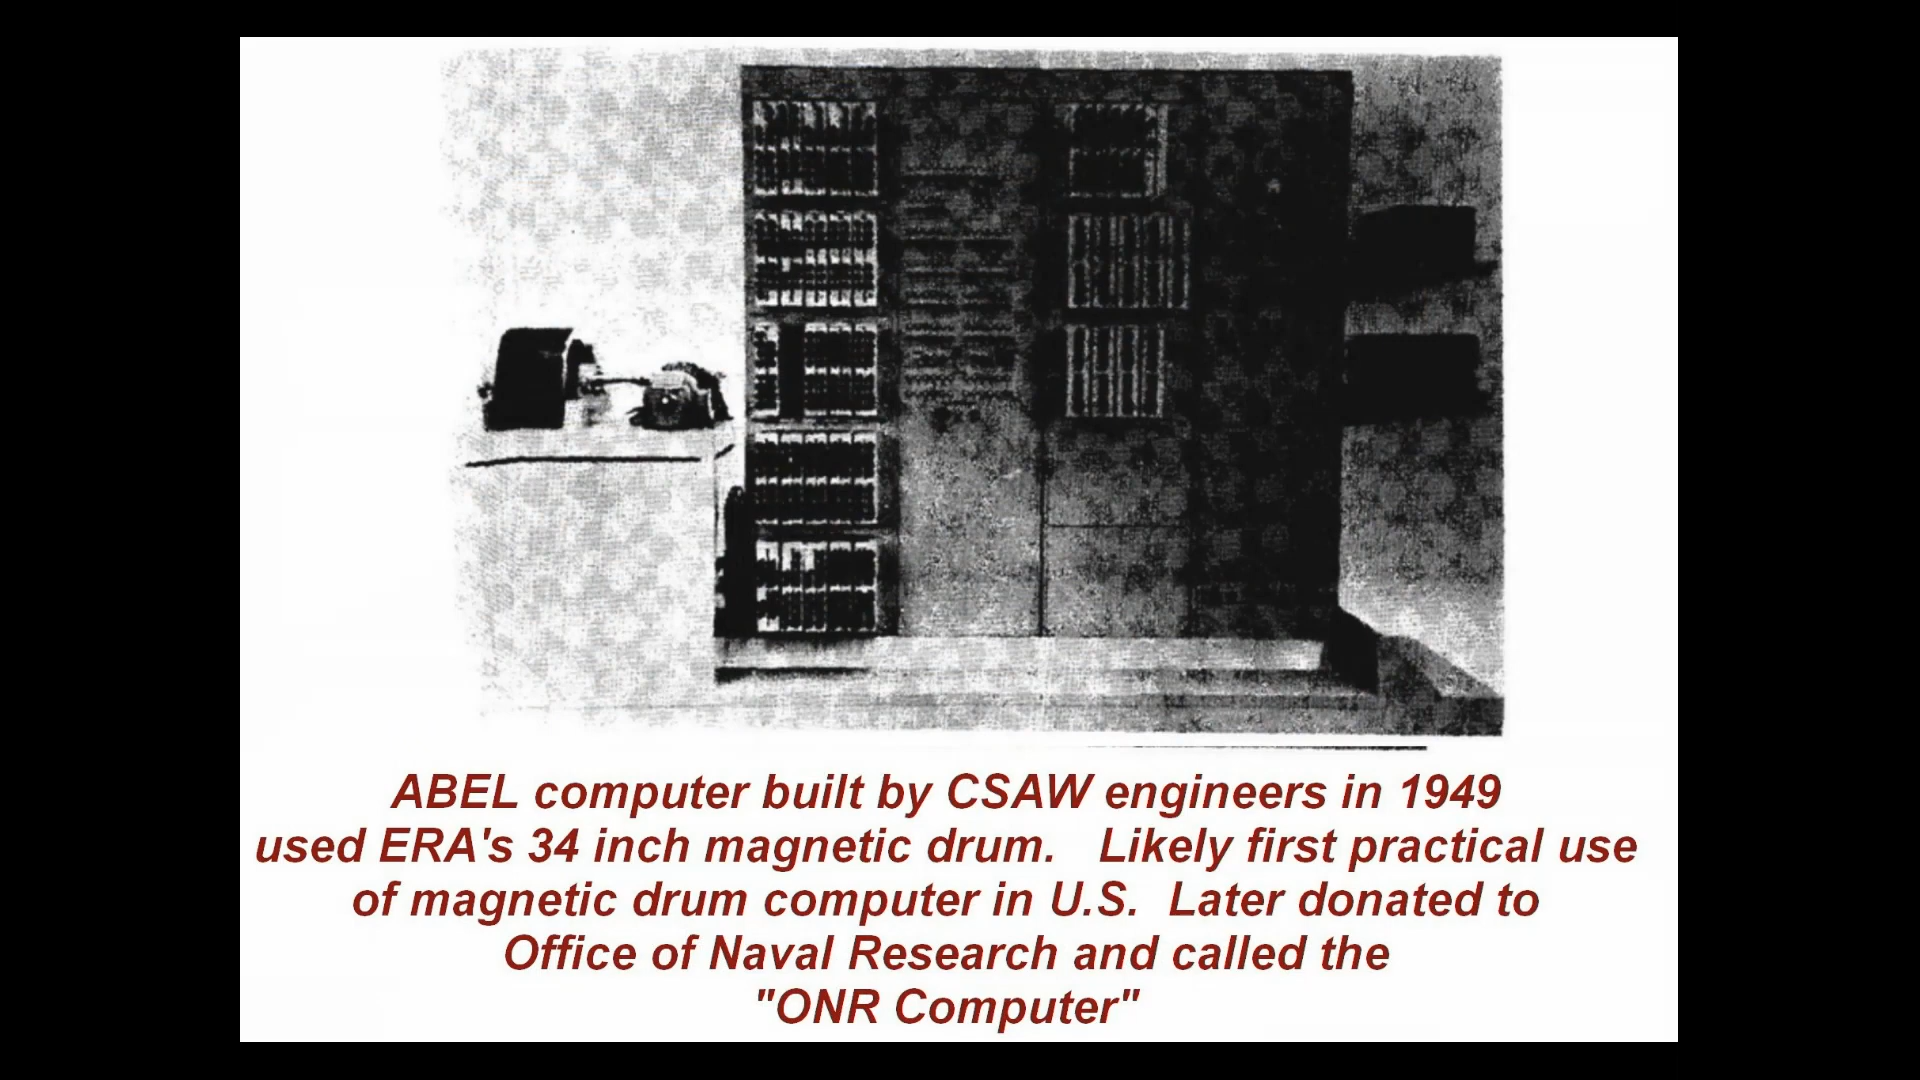 ABEL computer built by CSAW engineers in 1949
used ERA's 34 inch magnetic drum.   Likely first practical use
of magnetic drum computer in U.S.  Later donated to
Office of Naval Research and called the
"ONR Computer"